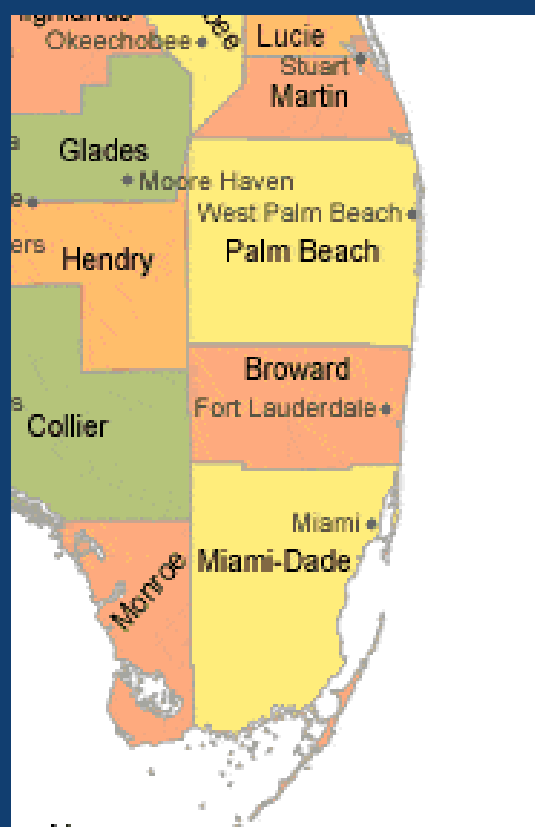 Lucie
Okeechobee
Stuart
Martin
Glades
Moore Haven
West Palm Beach
Palm Beach
Hendry
Broward
Fort Lauderdale
Collier
Miami
Miami-Dade
Monroe